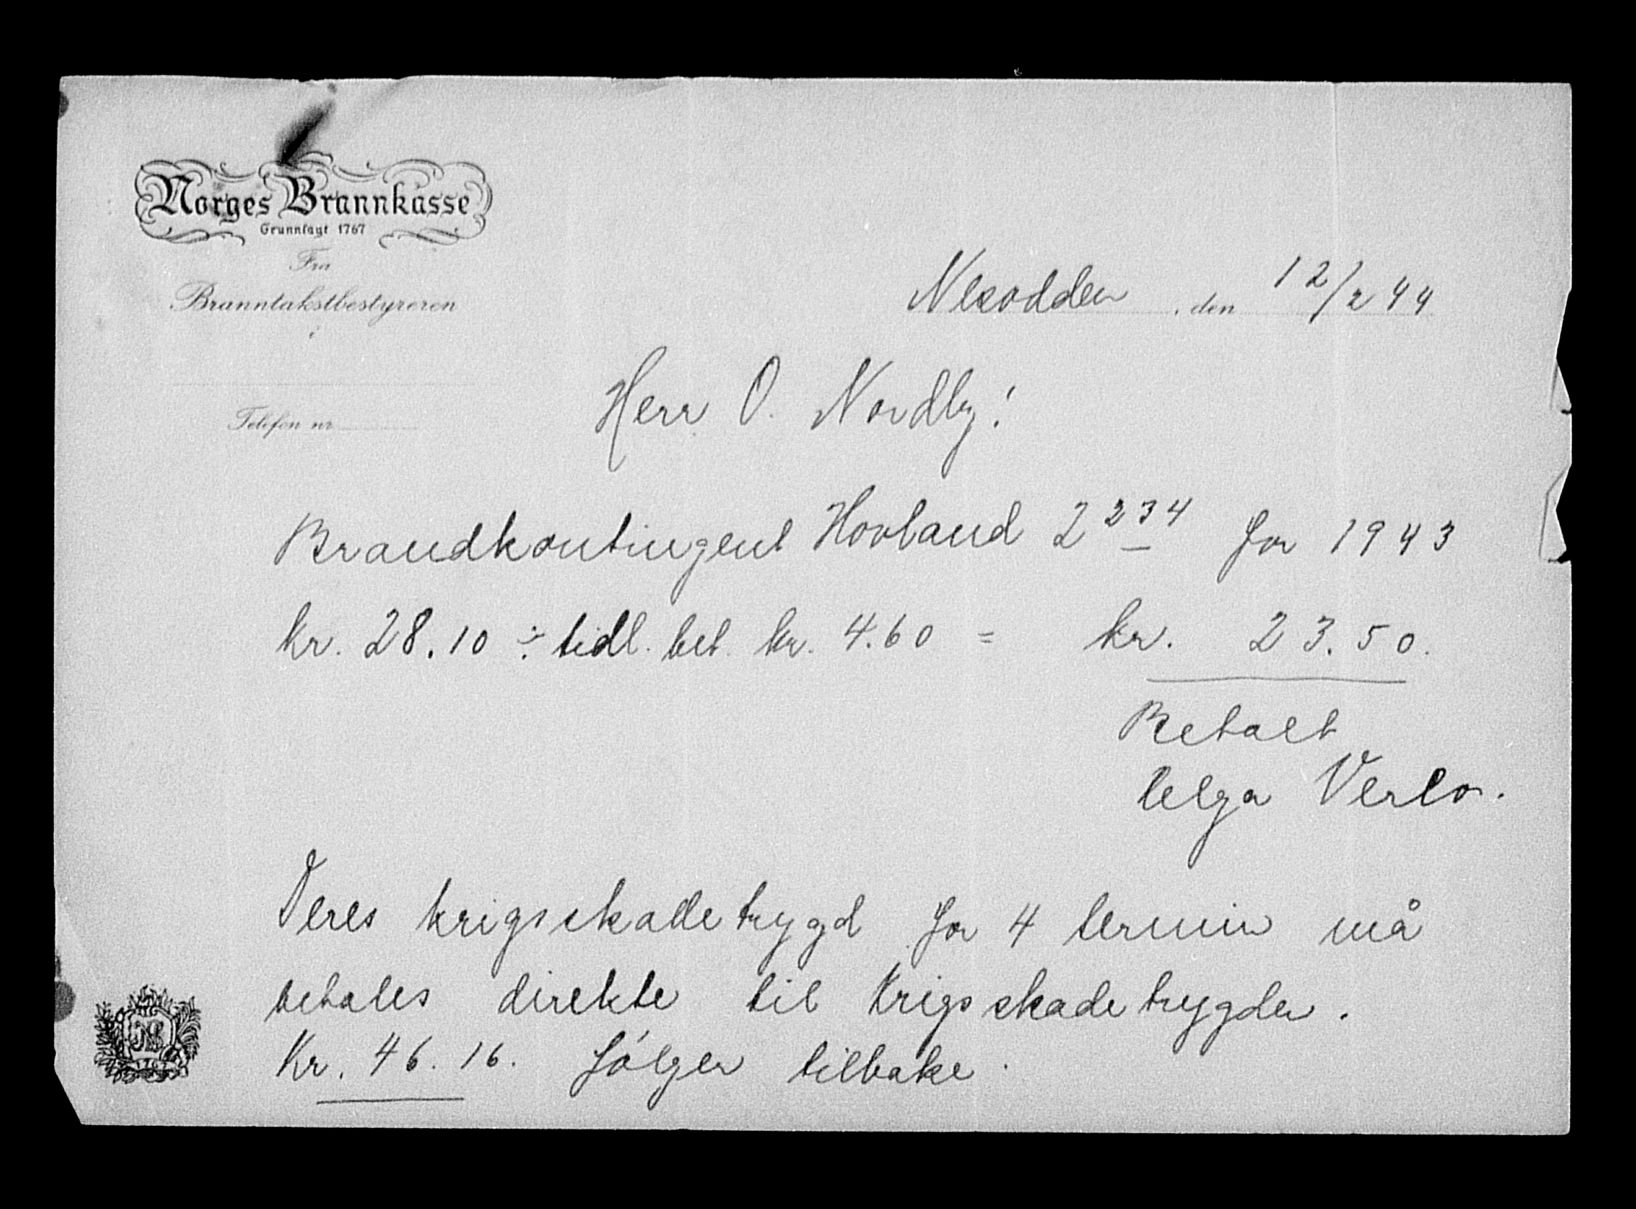 Norges Brannkasse
Grunnlagt 1767
Fra
Branntakstbestyreren
i
Telefon nr
Nesodden, den 12/2 44
Herr O. Nordby!
Brandkontingent Hovland 2 234 for 1943
kr. 28.10 ÷ tidl. bet. kr. 4.60 = kr. 23.50.
Betalt
Helga
Deres krigsskadetrygd for 4 termin må
betales direkte til Krigsskadetrygden.
Kr. 46.16. følger tilbake.